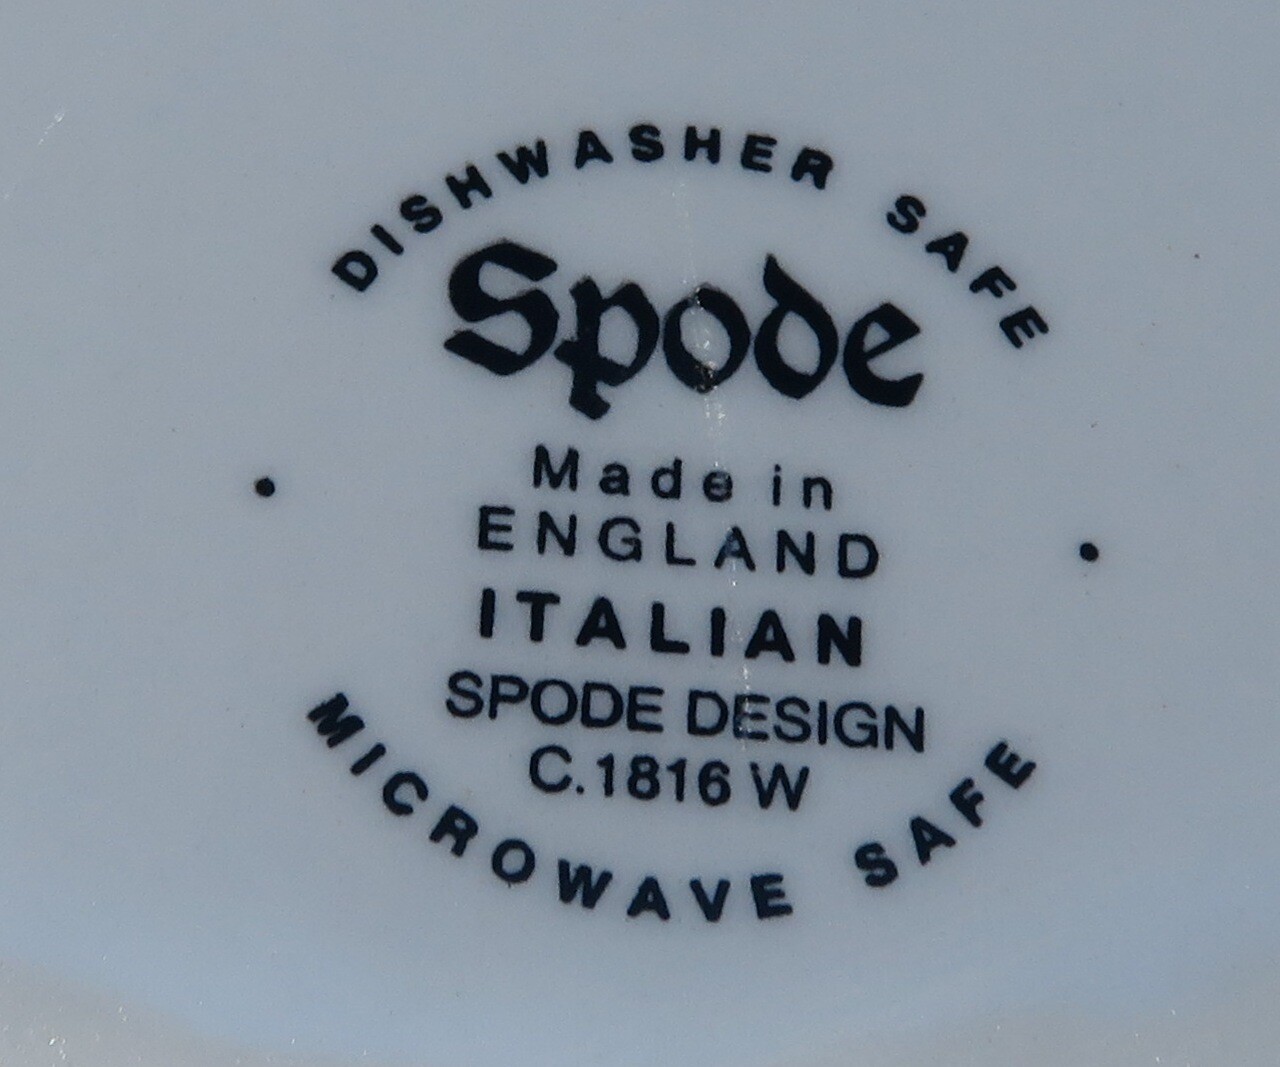 DISHWASHER SAFE
Spode
Made in
ENGLAND
ITALIAN
SPODE DESIGN
C.1816 W
MICROWAVE SAFE